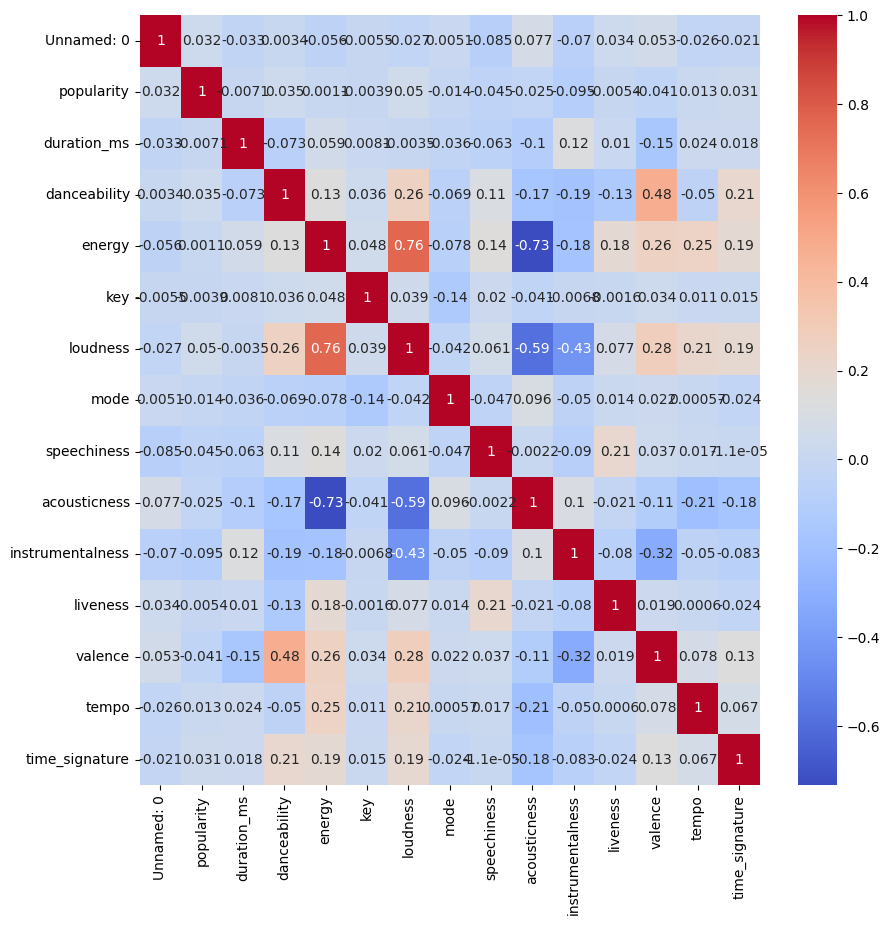 Unnamed: 0 1 0.032 -0.033 0.0034 -0.056 -0.0055 -0.027 0.0051 -0.085 0.077 -0.07 0.034 0.053 -0.026 -0.021
popularity 0.032 1 -0.0071 0.035 0.0011 -0.0039 0.05 -0.014 -0.045 -0.025 -0.095 -0.0054 -0.041 0.013 0.031
duration_ms -0.033 -0.0071 1 -0.073 0.059 0.0081 -0.0035 -0.036 -0.063 -0.1 0.12 0.01 -0.15 0.024 0.018
danceability 0.0034 0.035 -0.073 1 0.13 0.036 0.26 -0.069 0.11 -0.17 -0.19 -0.13 0.48 -0.05 0.21
energy -0.056 0.0011 0.059 0.13 1 0.048 0.76 -0.078 0.14 -0.73 -0.18 0.18 0.26 0.25 0.19
key -0.0055 -0.0039 0.0081 0.036 0.048 1 0.039 -0.14 0.02 -0.041 -0.0068 -0.0016 0.034 0.011 0.015
loudness -0.027 0.05 -0.0035 0.26 0.76 0.039 1 -0.042 0.061 -0.59 -0.43 0.077 0.28 0.21 0.19
mode 0.0051 -0.014 -0.036 -0.069 -0.078 -0.14 -0.042 1 -0.047 0.096 -0.05 0.014 0.022 0.00057 -0.024
speechiness -0.085 -0.045 -0.063 0.11 0.14 0.02 0.061 -0.047 1 -0.0022 -0.09 0.21 0.037 0.017 -1.1e-05
acousticness 0.077 -0.025 -0.1 -0.17 -0.73 -0.041 -0.59 0.096 -0.0022 1 0.1 -0.021 -0.11 -0.21 -0.18
instrumentalness -0.07 -0.095 0.12 -0.19 -0.18 -0.0068 -0.43 -0.05 -0.09 0.1 1 -0.08 -0.32 -0.05 -0.083
liveness 0.034 -0.0054 0.01 -0.13 0.18 -0.0016 0.077 0.014 0.21 -0.021 -0.08 1 0.019 0.0006 -0.024
valence 0.053 -0.041 -0.15 0.48 0.26 0.034 0.28 0.022 0.037 -0.11 -0.32 0.019 1 0.078 0.13
tempo -0.026 0.013 0.024 -0.05 0.25 0.011 0.21 0.00057 0.017 -0.21 -0.05 0.0006 0.078 1 0.067
time_signature -0.021 0.031 0.018 0.21 0.19 0.015 0.19 -0.024 -1.1e-05 -0.18 -0.083 -0.024 0.13 0.067 1
Unnamed: 0
popularity
duration_ms
danceability
energy
key
loudness
mode
speechiness
acousticness
instrumentalness
liveness
valence
tempo
time_signature
1.0
0.8
0.6
0.4
0.2
0.0
−0.2
−0.4
−0.6